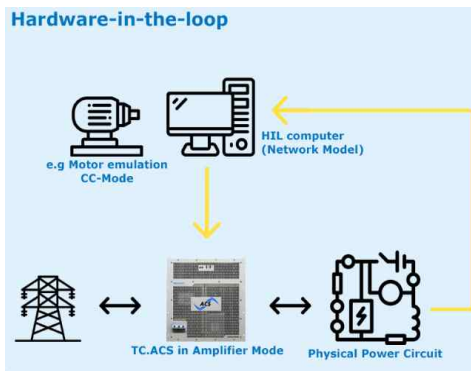 Hardware-in-the-loop
HIL computer
(Network Model)
e.g Motor emulation
CC-Mode
ACS
TC.ACS in Amplifier Mode
Physical Power Circuit